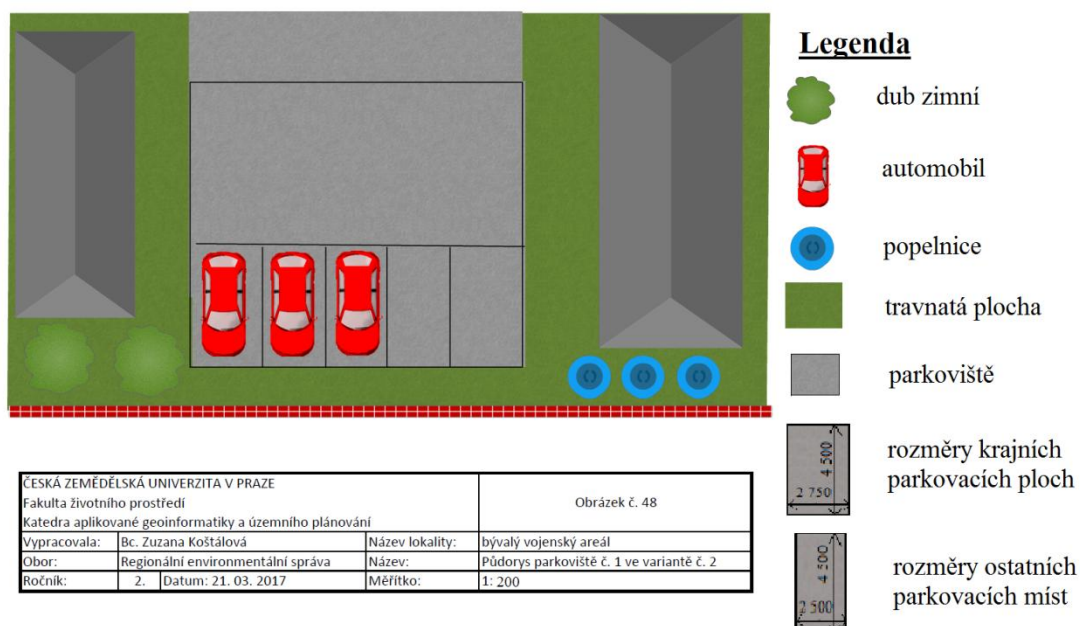 Legenda
dub zimní
automobil
popelnice
travnatá plocha
parkoviště
4 500
2 750
rozměry krajních
parkovacích ploch
4 500
2 500
rozměry ostatních
parkovacích míst
ČESKÁ ZEMĚDĚLSKÁ UNIVERZITA V PRAZE
Fakulta životního prostředí
Katedra aplikované geoinformatiky a územního plánování
Obrázek č. 48
Vypracovala: Bc. Zuzana Koštálová Název lokality: bývalý vojenský areál
Obor: Regionální environmentální správa Název: Půdorys parkoviště č. 1 ve variantě č. 2
Ročník: 2. Datum: 21. 03. 2017 Měřítko: 1: 200